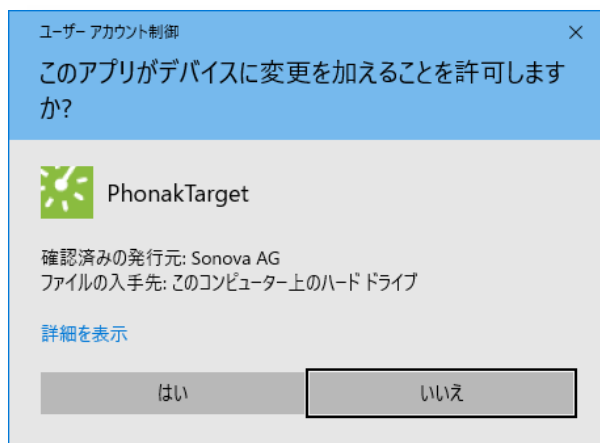 ユーザー アカウント制御
このアプリがデバイスに変更を加えることを許可します
か?
PhonakTarget
確認済みの発行元: Sonova AG
ファイルの入手先: このコンピューター上のハード ドライブ
詳細を表示
はい
いいえ